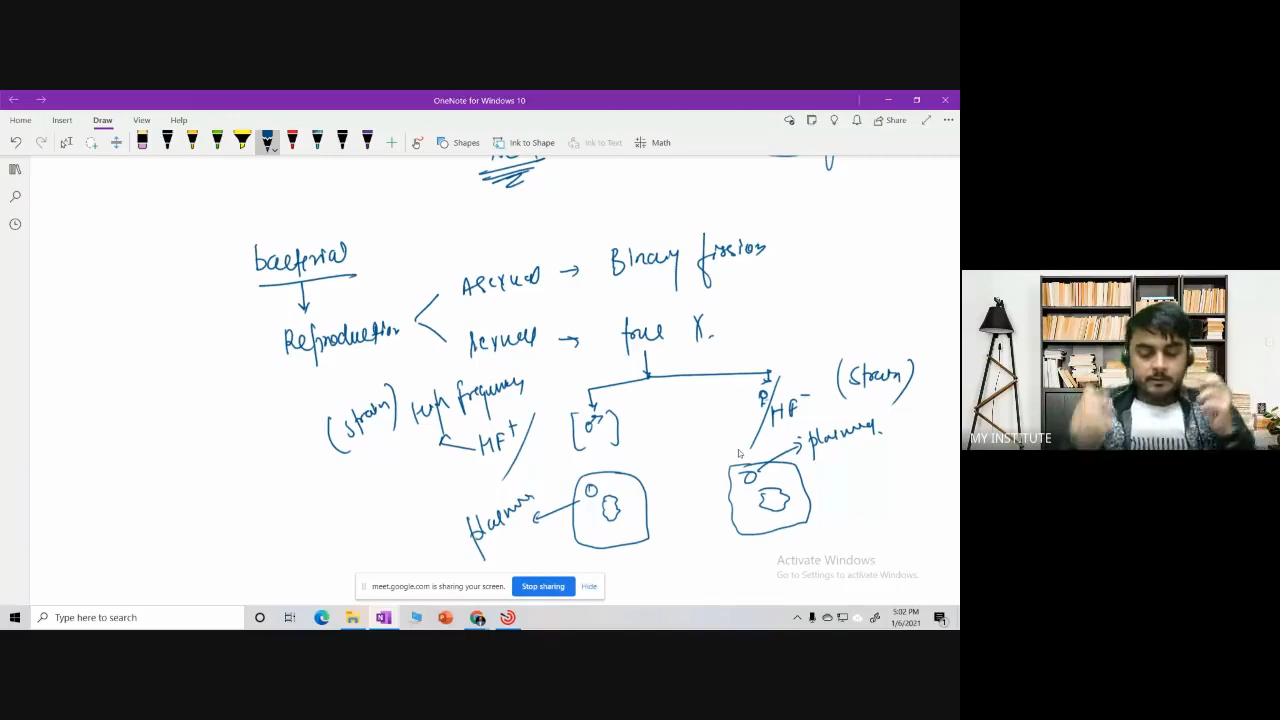 OneNote for Windows 10
Home Insert Draw View Help
Share
Shapes Ink to Shape Ink to Text Math
bacterial
Reproduction
Asexual → Binary fission
Sexual → true X.
(strain) High frequency
HF+
♂
♀
HF- (strain)
plasmid
Activate Windows
Go to Settings to activate Windows.
meet.google.com is sharing your screen. Stop sharing Hide
Type here to search
5:02 PM
1/6/2021
MY INSTITUTE